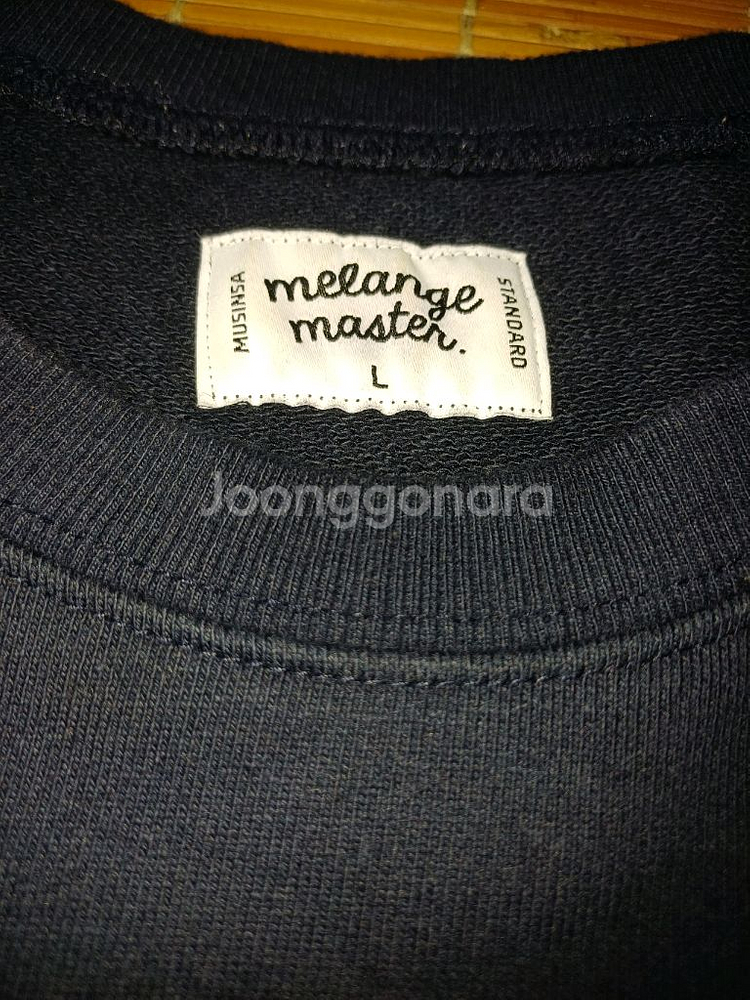 MUSINSA
melange
master.
L
STANDARD
Joonggonara